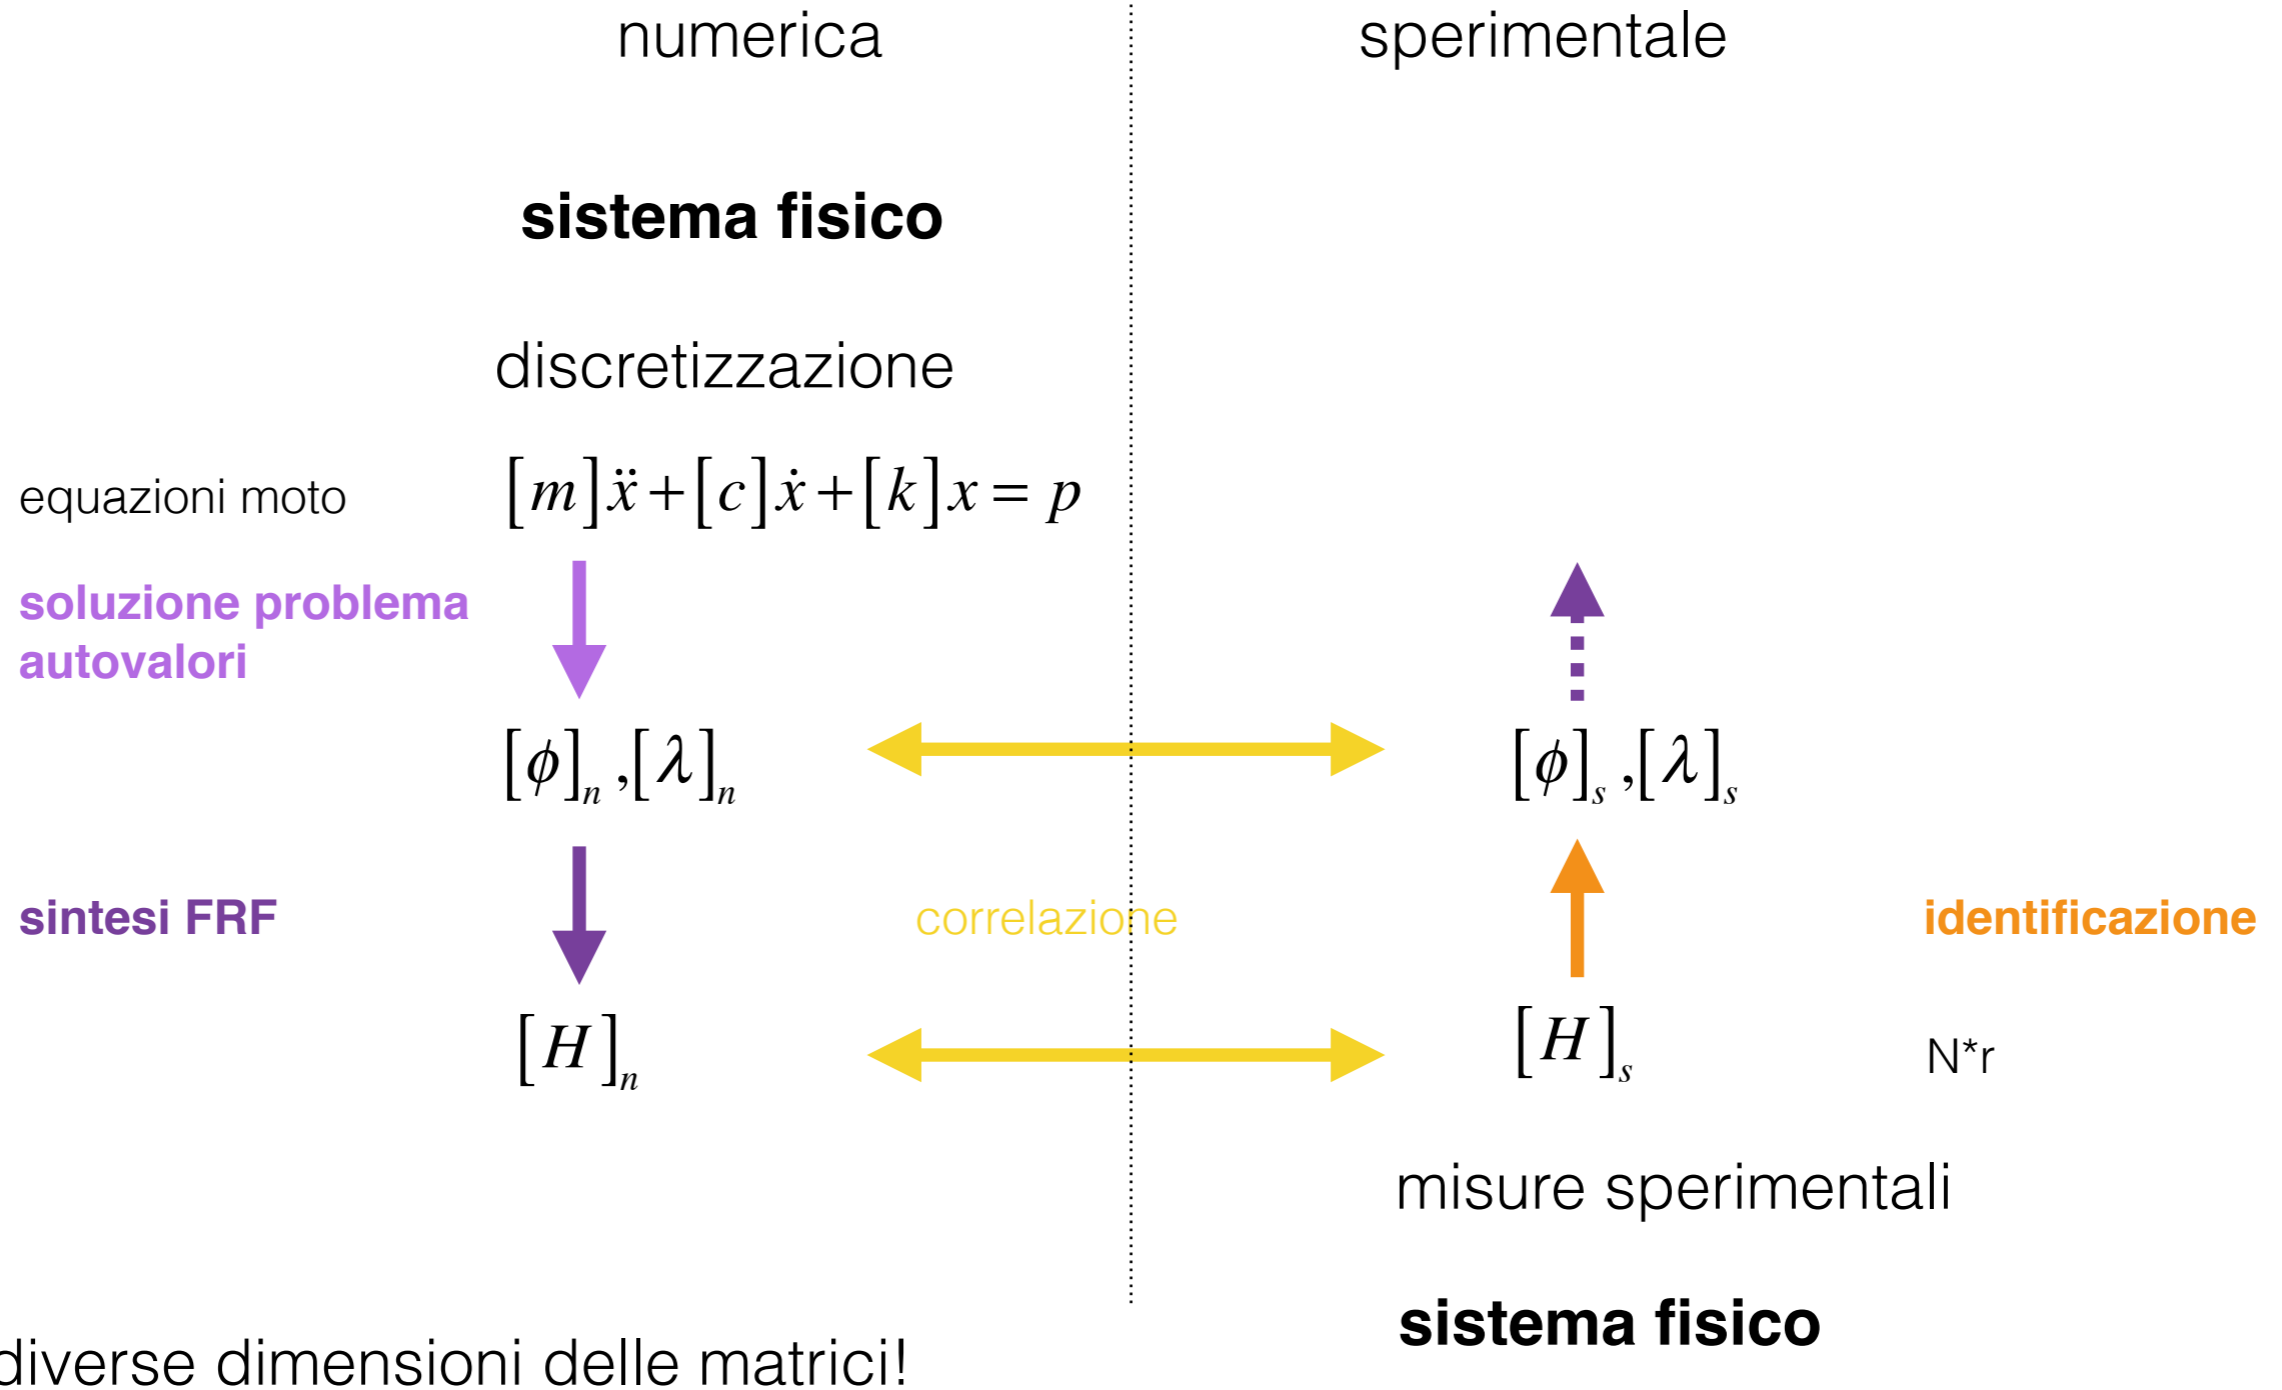 numerica
sperimentale
sistema fisico
discretizzazione
equazioni moto
[m]ẍ+[c]ẋ+[k]x = p
soluzione problema
autovalori
[ϕ]n ,[λ]n
[ϕ]s ,[λ]s
sintesi FRF
correlazione
identificazione
[H]n
[H]s
N*r
misure sperimentali
sistema fisico
diverse dimensioni delle matrici!